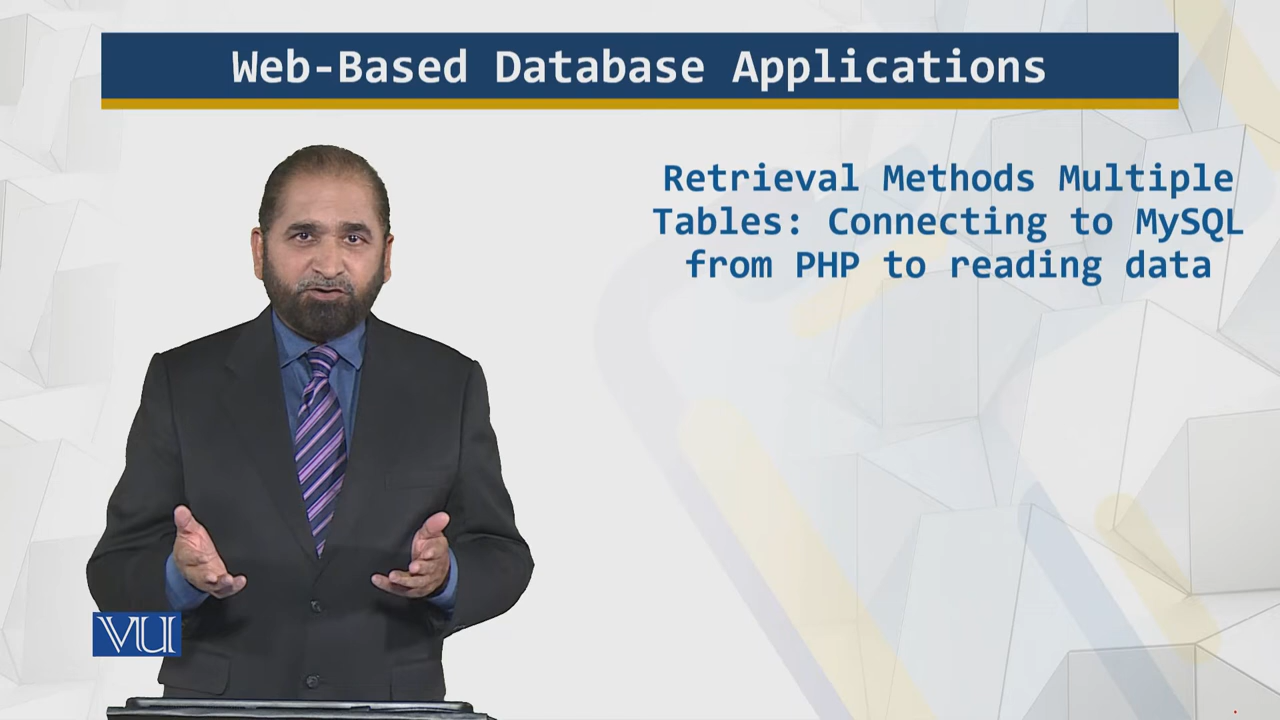 Web-Based Database Applications
Retrieval Methods Multiple
Tables: Connecting to MySQL
from PHP to reading data
VU